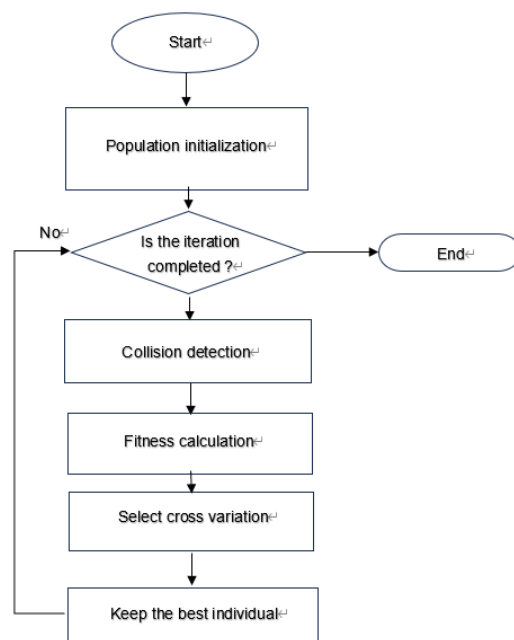 Start↵
Population initialization↵
No↵
Is the iteration
completed ?↵
End↵
Collision detection↵
Fitness calculation↵
Select cross variation↵
Keep the best individual↵